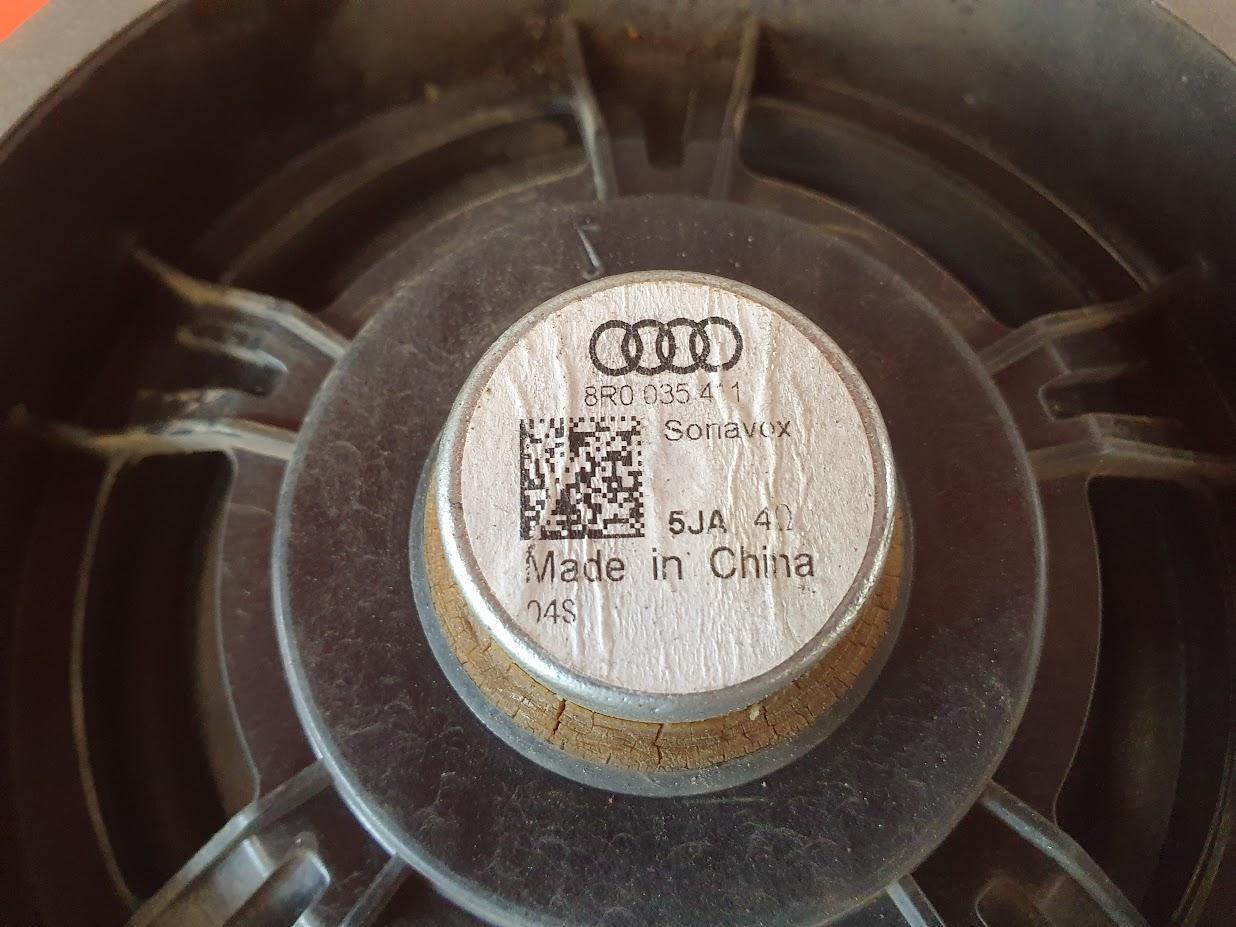 8R0 035 411
Sonavox
5JA 4Ω
Made in China
04S